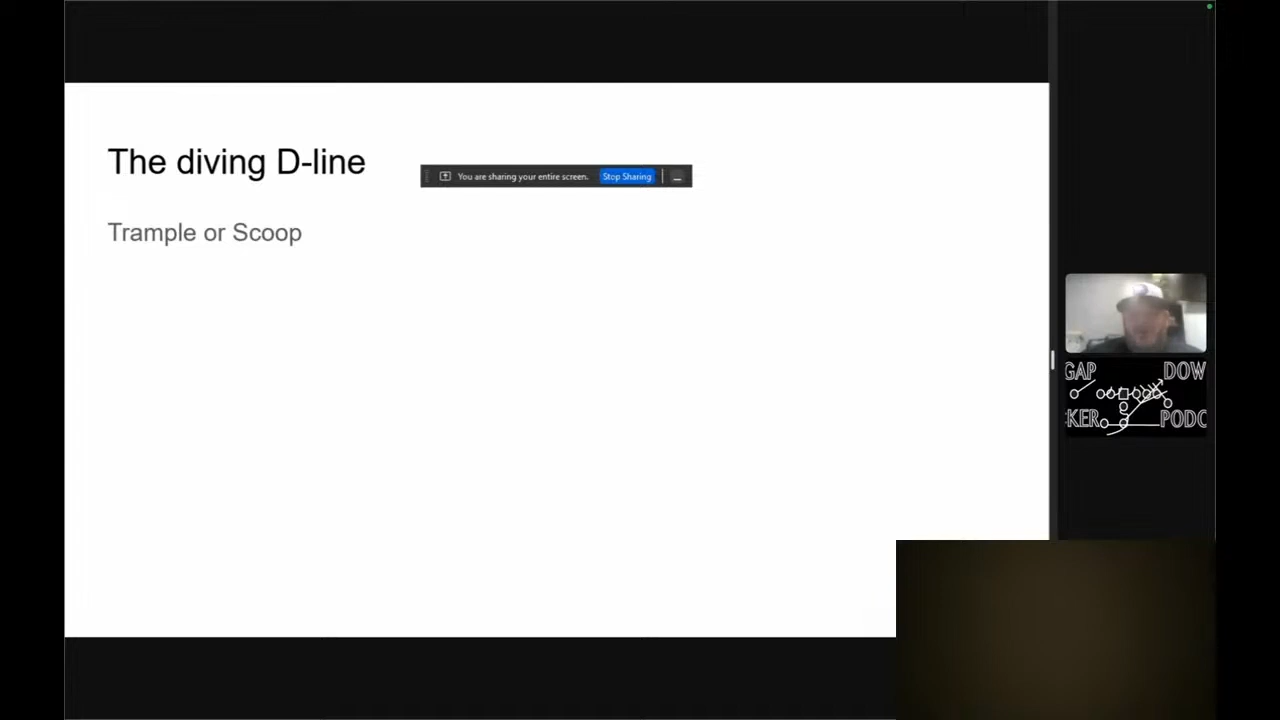 The diving D-line
You are sharing your entire screen. Stop Sharing
Trample or Scoop
GAP DOW
KER PODC